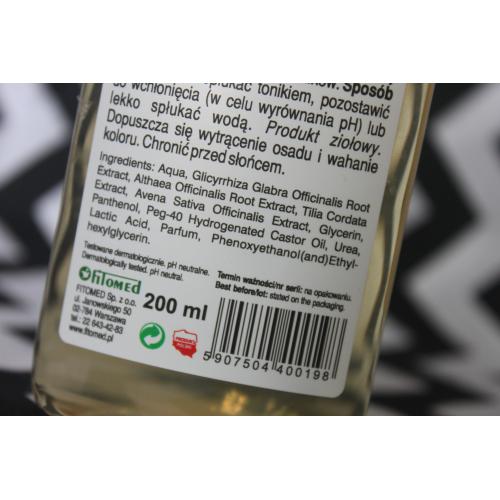 Sposób
tonikiem, pozostawić
do wchłonięcia (w celu wyrównania pH) lub
lekko spłukać wodą. Produkt ziołowy.
Dopuszcza się wytrącenie osadu i wahanie
koloru. Chronić przed słońcem.
Ingredients: Aqua, Glicyrrhiza Glabra Officinalis Root
Extract, Althaea Officinalis Root Extract, Tilia Cordata
Extract, Avena Sativa Officinalis Extract, Glycerin,
Panthenol, Peg-40 Hydrogenated Castor Oil, Urea,
Lactic Acid, Parfum, Phenoxyethanol(and)Ethyl-
hexylglycerin.
Testowane dermatologicznie, pH neutralne.
Dermatologically tested, pH neutral.
Termin ważności/nr serii: na opakowaniu.
Best before/lot: stated on the packaging.
fitomed
FITOMED Sp. z o.o.
ul. Janowskiego 50
02-784 Warszawa
tel.: 22 643-42-83
www.fitomed.pl
200 ml
5 907504 400198